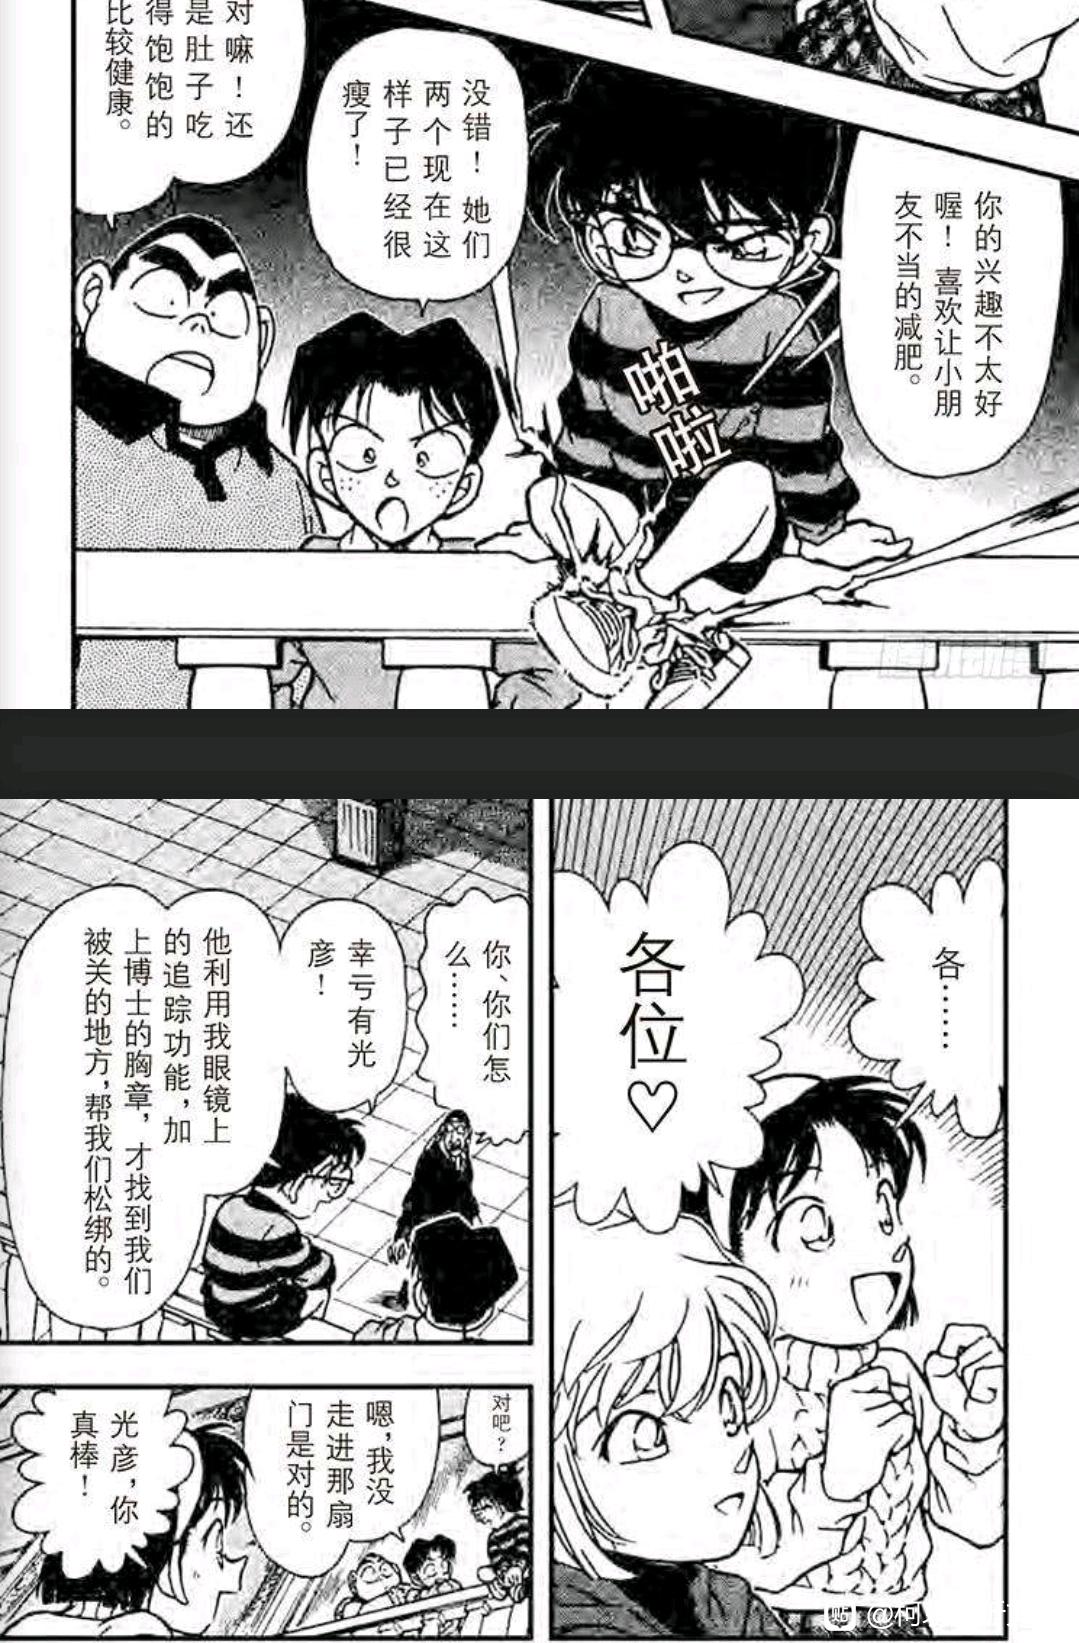 你的兴趣不太好
喔！喜欢让小朋
友不当的减肥。
啪
啦
没错！她们
两个现在这
样子已经很
瘦了！
对嘛！还
是肚子吃
得饱饱的
比较健康。
各……
各位♡
你、你们怎
么……
幸亏有光
彦！
他利用我眼镜上
的追踪功能，加
上博士的胸章，才找到我们
被关的地方，帮我们松绑的。
对吧？
嗯，我没
走进那扇
门是对的。
光彦，你
真棒！